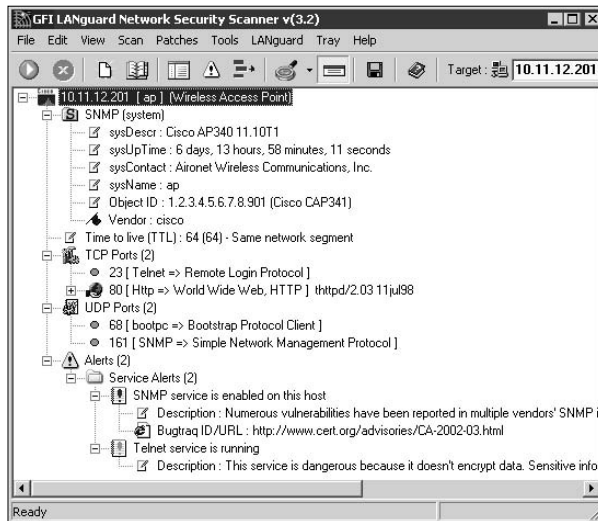 GFI LANguard Network Security Scanner v(3.2)
File Edit View Scan Patches Tools LANguard Tray Help
Target : 10.11.12.201
10.11.12.201 [ ap ] (Wireless Access Point)
SNMP (system)
sysDescr : Cisco AP340 11.10T1
sysUpTime : 6 days, 13 hours, 58 minutes, 11 seconds
sysContact : Aironet Wireless Communications, Inc.
sysName : ap
Object ID : 1.2.3.4.5.6.7.8.901 (Cisco CAP341)
Vendor : cisco
Time to live (TTL) : 64 (64) - Same network segment
TCP Ports (2)
23 [ Telnet => Remote Login Protocol ]
80 [ Http => World Wide Web, HTTP ] thttpd/2.03 11jul98
UDP Ports (2)
68 [ bootpc => Bootstrap Protocol Client ]
161 [ SNMP => Simple Network Management Protocol ]
Alerts (2)
Service Alerts (2)
SNMP service is enabled on this host
Description : Numerous vulnerabilities have been reported in multiple vendors' SNMP i
Bugtraq ID/URL : http://www.cert.org/advisories/CA-2002-03.html
Telnet service is running
Description : This service is dangerous because it doesn't encrypt data. Sensitive info
Ready